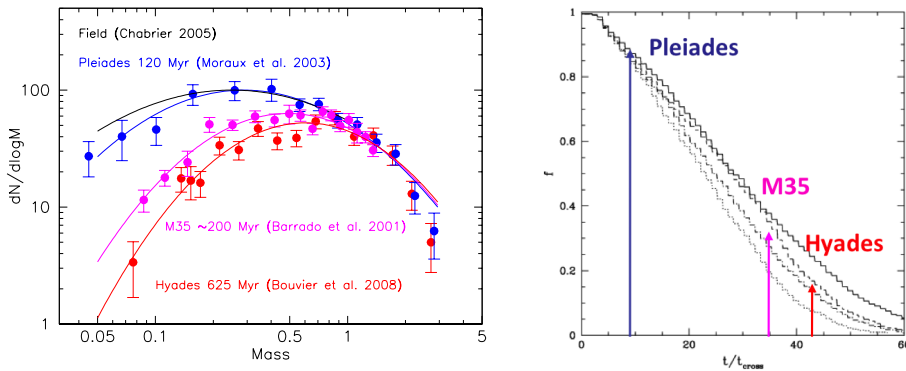 Field (Chabrier 2005)
Pleiades 120 Myr (Moraux et al. 2003)
M35 ~200 Myr (Barrado et al. 2001)
Hyades 625 Myr (Bouvier et al. 2008)
dN/dlogM
100
10
1
0.05
0.1
0.5
1
5
Mass
Pleiades
M35
Hyades
f
1
0.8
0.6
0.4
0.2
0
0
20
40
60
t/t_cross